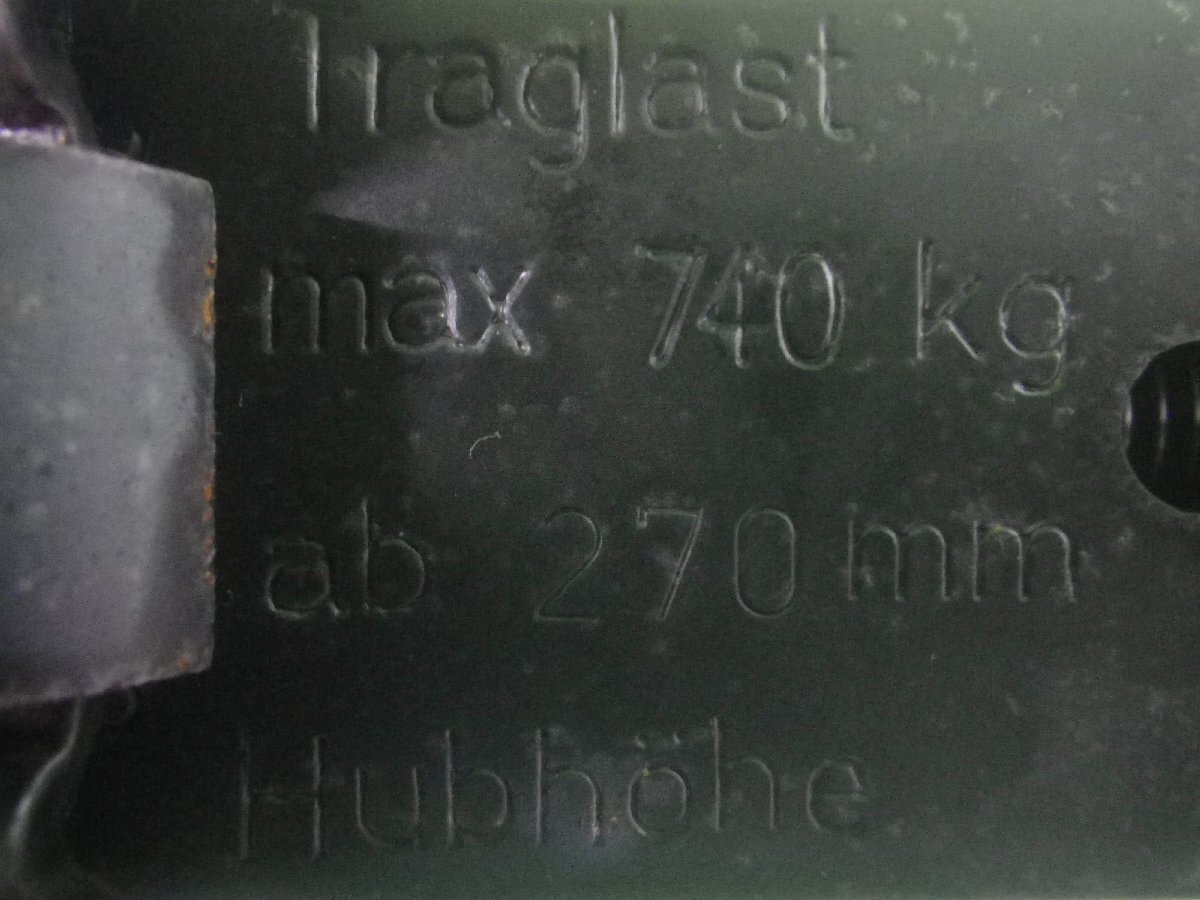 Traglast
max 740 kg
ab 270 mm
Hubhöhe